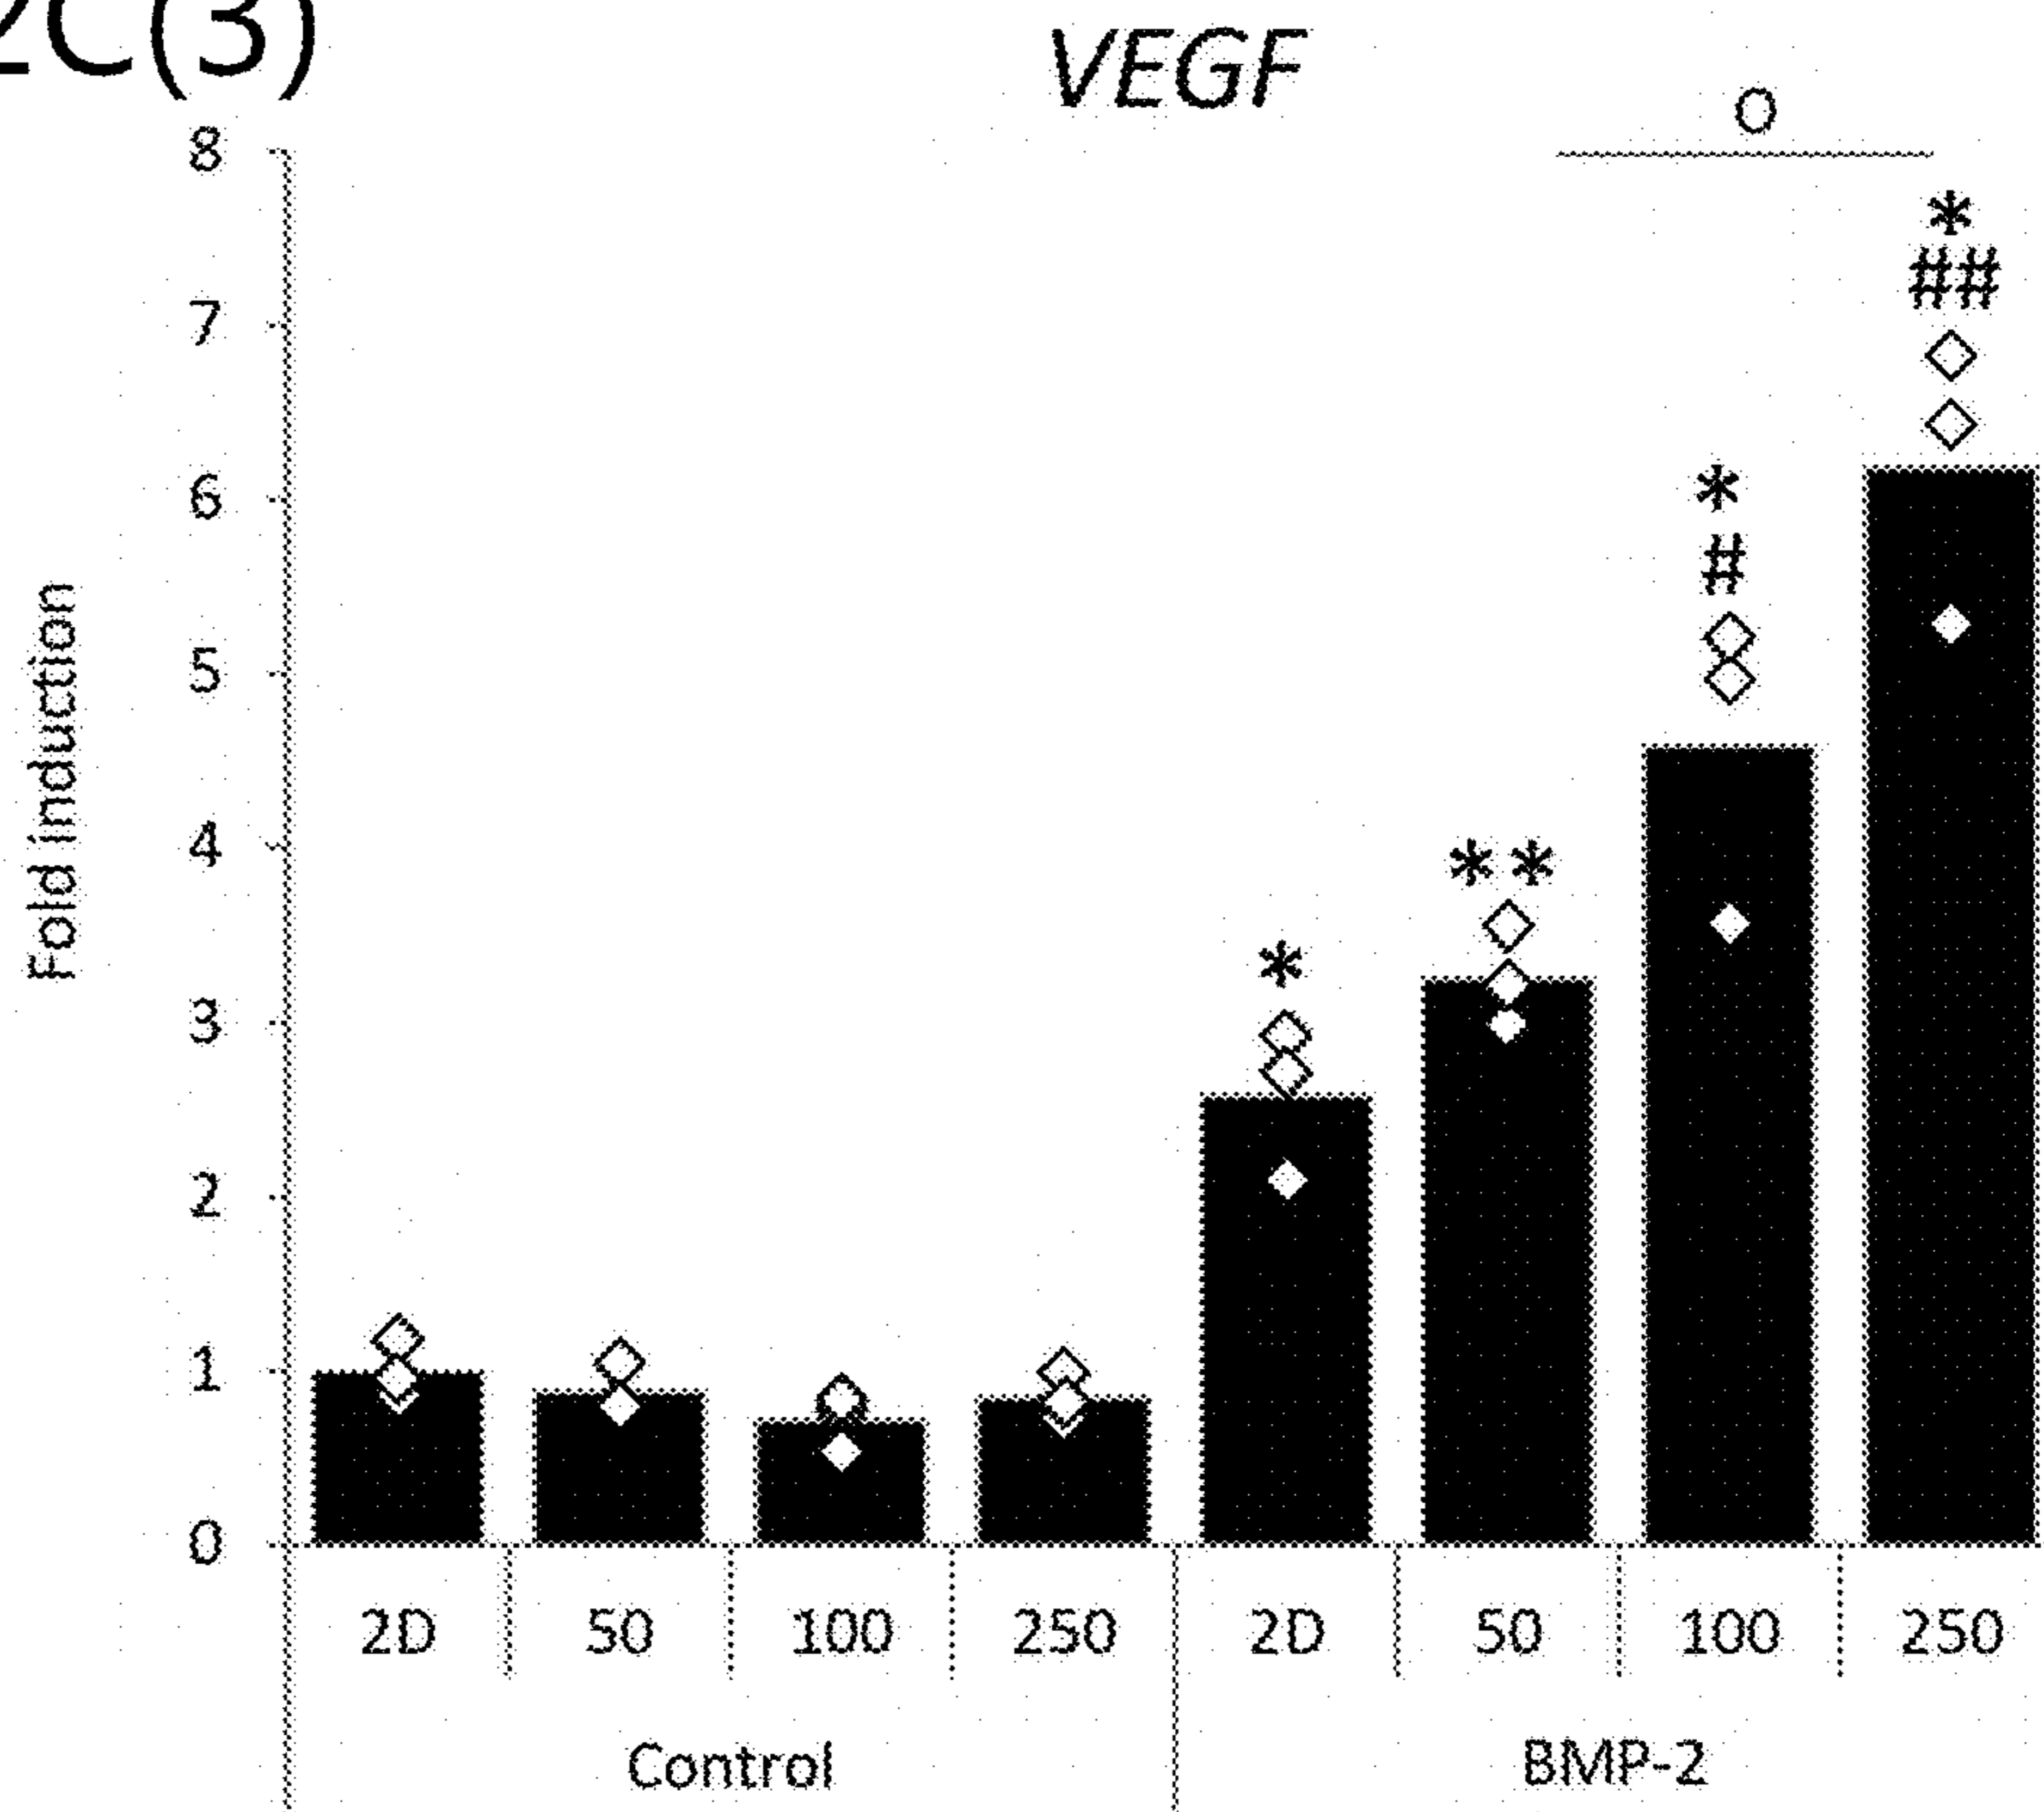 2C(3)
VEGF
O
8
7
6
5
4
3
2
1
0
Fold induction
*
##
*
#
**
*
2D 50 100 250 2D 50 100 250
Control BMP-2